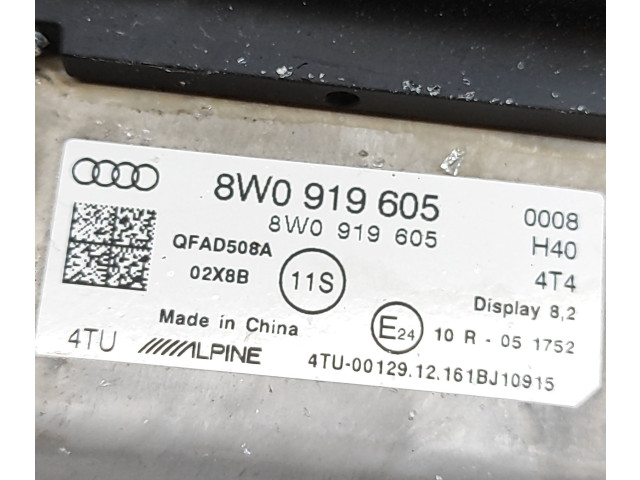 8W0 919 605
8W0 919 605
0008
H40
4T4
QFAD508A
02X8B
11S
Display 8,2
Made in China
E24
10 R - 05 1752
4TU
ALPINE
4TU-00129.12.161BJ10915